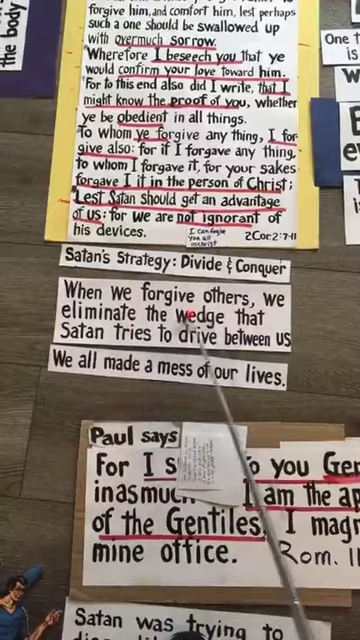 the body
forgive him, and comfort him, lest perhaps
such a one should be swallowed up
with overmuch sorrow.
Wherefore I beseech you that ye
would confirm your love toward him.
For to this end also did I write, that I
might know the proof of you, whether
ye be obedient in all things.
To whom ye forgive any thing, I for-
give also: for if I forgave any thing,
to whom I forgave it, for your sakes
forgave I it in the person of Christ;
Lest Satan should get an advantage
of us: for we are not ignorant of
his devices.
2 Cor. 2:7-11
One t
Satan's Strategy: Divide & Conquer
When we forgive others, we
eliminate the wedge that
Satan tries to drive between us
We all made a mess of our lives.
Paul says
For I s o you Gen
inasmuc I am the ap
of the Gentiles, I magn
mine office. Rom. 11
Satan was trying to